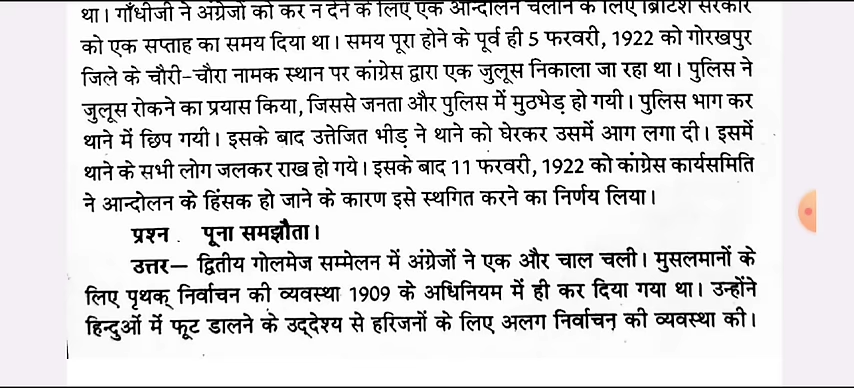 था। गाँधीजी ने अंग्रेजों को कर न देने के लिए एक आन्दोलन चलाने के लिए ब्रिटिश सरकार
को एक सप्ताह का समय दिया था। समय पूरा होने के पूर्व ही 5 फरवरी, 1922 को गोरखपुर
जिले के चौरी-चौरा नामक स्थान पर कांग्रेस द्वारा एक जुलूस निकाला जा रहा था। पुलिस ने
जुलूस रोकने का प्रयास किया, जिससे जनता और पुलिस में मुठभेड़ हो गयी। पुलिस भाग कर
थाने में छिप गयी। इसके बाद उत्तेजित भीड़ ने थाने को घेरकर उसमें आग लगा दी। इसमें
थाने के सभी लोग जलकर राख हो गये। इसके बाद 11 फरवरी, 1922 को कांग्रेस कार्यसमिति
ने आन्दोलन के हिंसक हो जाने के कारण इसे स्थगित करने का निर्णय लिया।
प्रश्न . पूना समझौता।
उत्तर— द्वितीय गोलमेज सम्मेलन में अंग्रेजों ने एक और चाल चली। मुसलमानों के
लिए पृथक् निर्वाचन की व्यवस्था 1909 के अधिनियम में ही कर दिया गया था। उन्होंने
हिन्दुओं में फूट डालने के उद्देश्य से हरिजनों के लिए अलग निर्वाचन की व्यवस्था की।